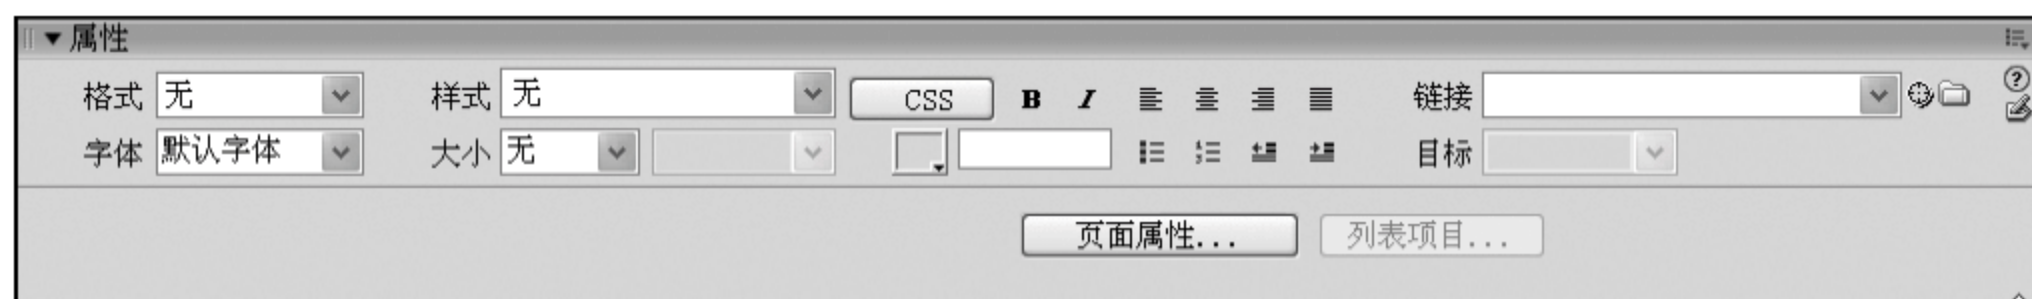 属性
格式 无 样式 无 CSS B I 链接
字体 默认字体 大小 无 目标
页面属性... 列表项目...